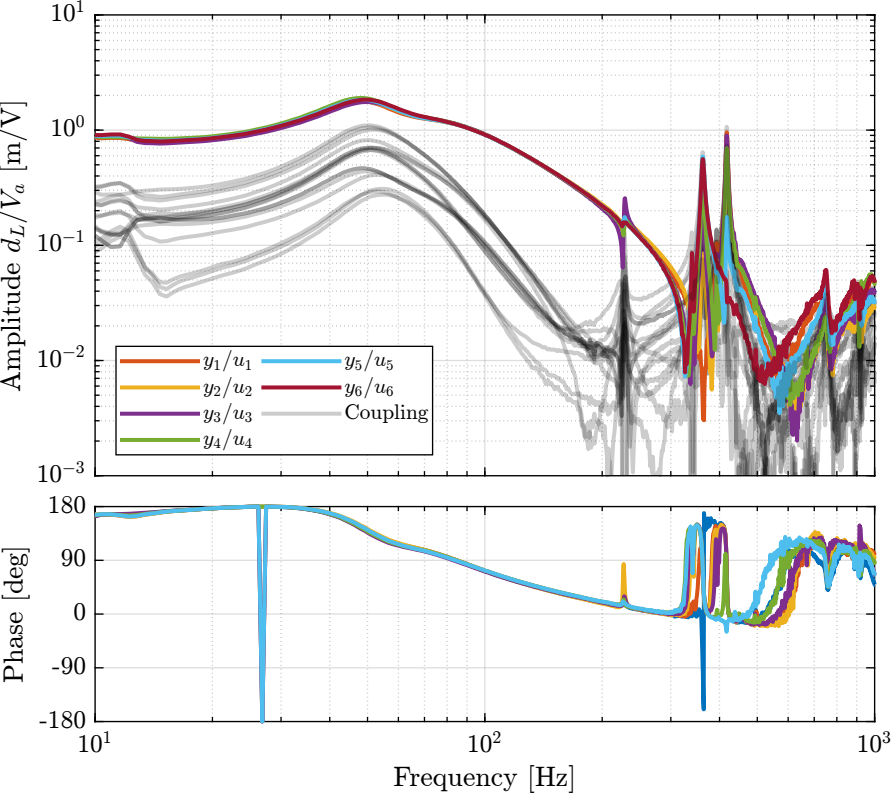 10^1
10^0
10^{-1}
10^{-2}
10^{-3}
Amplitude d_L/V_a [m/V]
y_1/u_1 y_5/u_5
y_2/u_2 y_6/u_6
y_3/u_3 Coupling
y_4/u_4
180
90
0
-90
-180
Phase [deg]
10^1 10^2 10^3
Frequency [Hz]